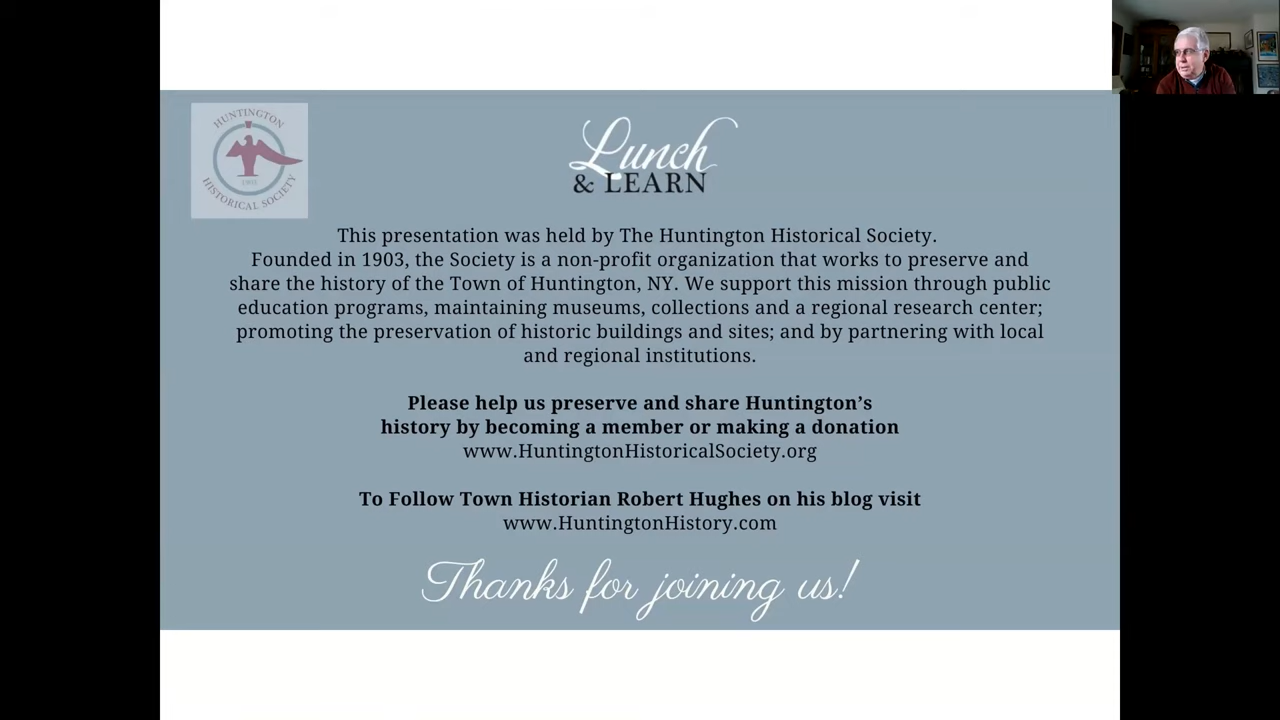 HUNTINGTON
1903
HISTORICAL SOCIETY
Lunch
& LEARN
This presentation was held by The Huntington Historical Society.
Founded in 1903, the Society is a non-profit organization that works to preserve and
share the history of the Town of Huntington, NY. We support this mission through public
education programs, maintaining museums, collections and a regional research center;
promoting the preservation of historic buildings and sites; and by partnering with local
and regional institutions.
Please help us preserve and share Huntington’s
history by becoming a member or making a donation
www.HuntingtonHistoricalSociety.org
To Follow Town Historian Robert Hughes on his blog visit
www.HuntingtonHistory.com
Thanks for joining us!